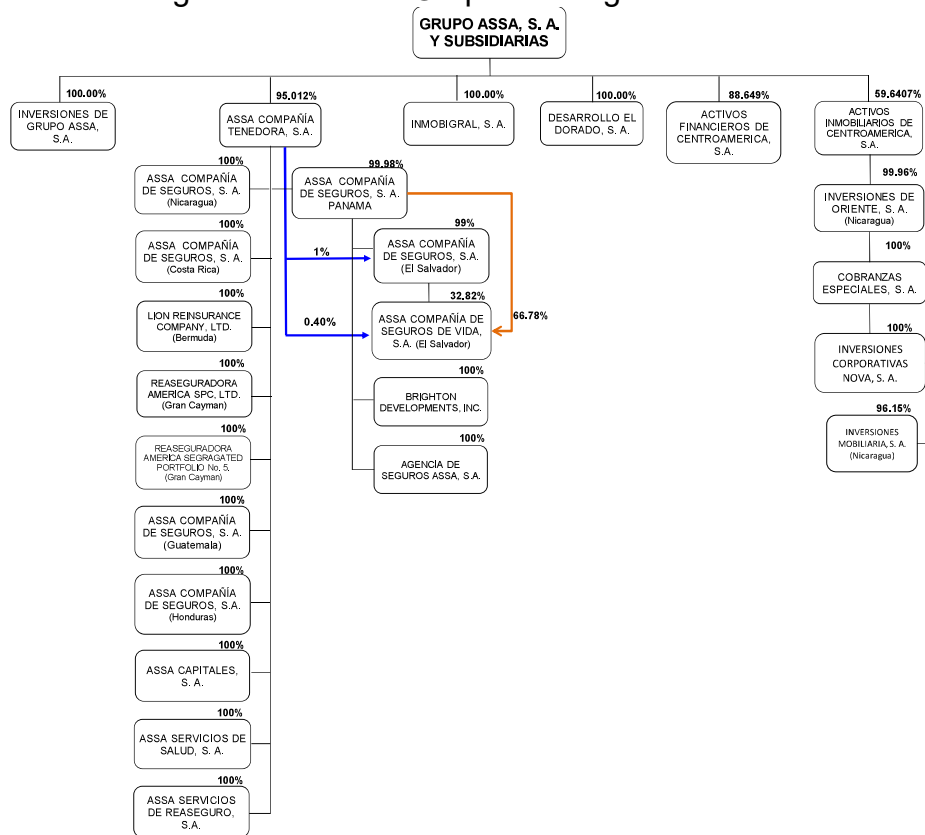 GRUPO ASSA, S. A.
Y SUBSIDIARIAS
100.00%
INVERSIONES DE
GRUPO ASSA,
S.A.
95.012%
ASSA COMPAÑÍA
TENEDORA, S.A.
100.00%
INMOBIGRAL, S. A.
100.00%
DESARROLLO EL
DORADO, S. A.
88.649%
ACTIVOS
FINANCIEROS DE
CENTROAMERICA,
S.A.
59.6407%
ACTIVOS
INMOBILIARIOS DE
CENTROAMERICA,
S.A.
100%
ASSA COMPAÑÍA
DE SEGUROS, S. A.
(Nicaragua)
100%
ASSA COMPAÑÍA
DE SEGUROS, S. A.
(Costa Rica)
100%
LION REINSURANCE
COMPANY, LTD.
(Bermuda)
100%
REASEGURADORA
AMERICA SPC, LTD.
(Gran Cayman)
100%
REASEGURADORA
AMERICA SEGRAGATED
PORTFOLIO No. 5.
(Gran Cayman)
100%
ASSA COMPAÑÍA
DE SEGUROS, S. A.
(Guatemala)
100%
ASSA COMPAÑÍA
DE SEGUROS, S.A.
(Honduras)
100%
ASSA CAPITALES,
S. A.
100%
ASSA SERVICIOS DE
SALUD, S. A.
100%
ASSA SERVICIOS
DE REASEGURO,
S.A.
99.98%
ASSA COMPAÑÍA
DE SEGUROS, S. A.
PANAMA
99%
1%
ASSA COMPAÑÍA
DE SEGUROS, S.A.
(El Salvador)
32.82%
0.40%
66.78%
ASSA COMPAÑÍA DE
SEGUROS DE VIDA,
S.A. (El Salvador)
100%
BRIGHTON
DEVELOPMENTS, INC.
100%
AGENCIA DE
SEGUROS ASSA, S.A.
99.96%
INVERSIONES DE
ORIENTE, S. A.
(Nicaragua)
100%
COBRANZAS
ESPECIALES, S. A.
100%
INVERSIONES
CORPORATIVAS
NOVA, S. A.
96.15%
INVERSIONES
MOBILIARIA, S. A.
(Nicaragua)